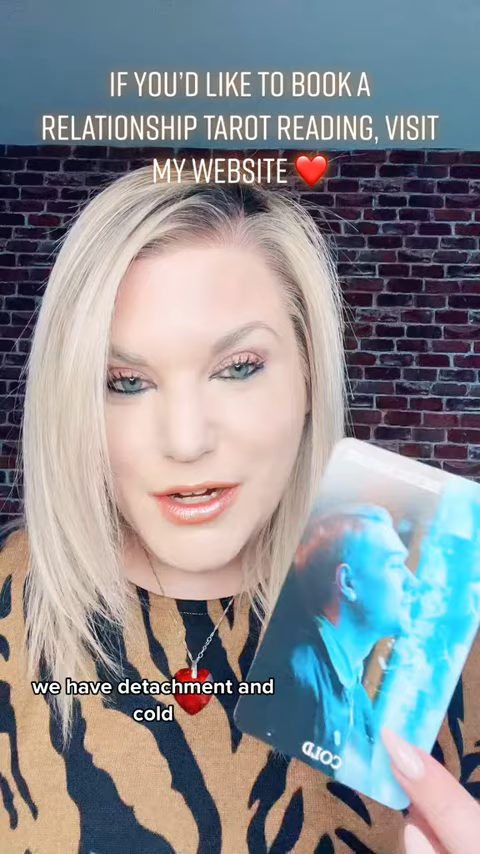 IF YOU'D LIKE TO BOOK A
RELATIONSHIP TAROT READING, VISIT
MY WEBSITE ❤️
we have detachment and
cold
COLD